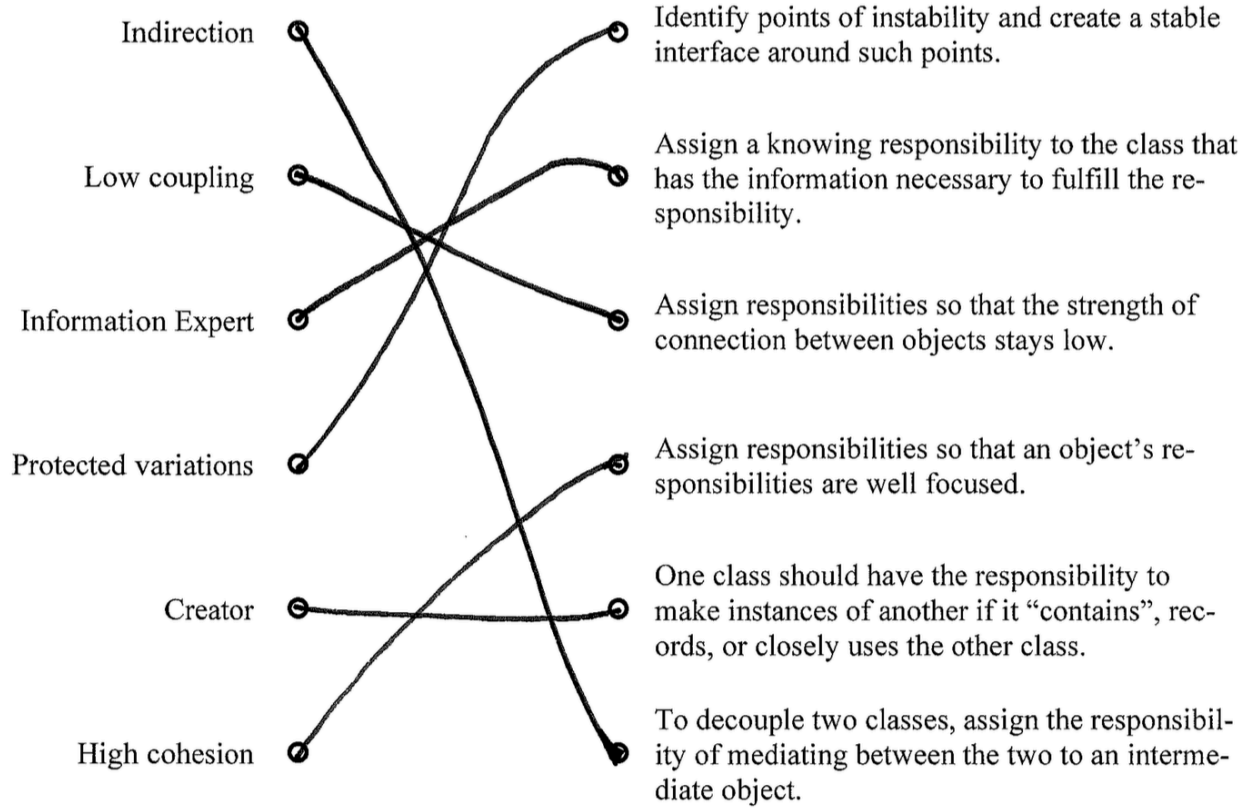 Indirection
Low coupling
Information Expert
Protected variations
Creator
High cohesion
Identify points of instability and create a stable
interface around such points.
Assign a knowing responsibility to the class that
has the information necessary to fulfill the re-
sponsibility.
Assign responsibilities so that the strength of
connection between objects stays low.
Assign responsibilities so that an object’s re-
sponsibilities are well focused.
One class should have the responsibility to
make instances of another if it “contains”, rec-
ords, or closely uses the other class.
To decouple two classes, assign the responsibil-
ity of mediating between the two to an interme-
diate object.